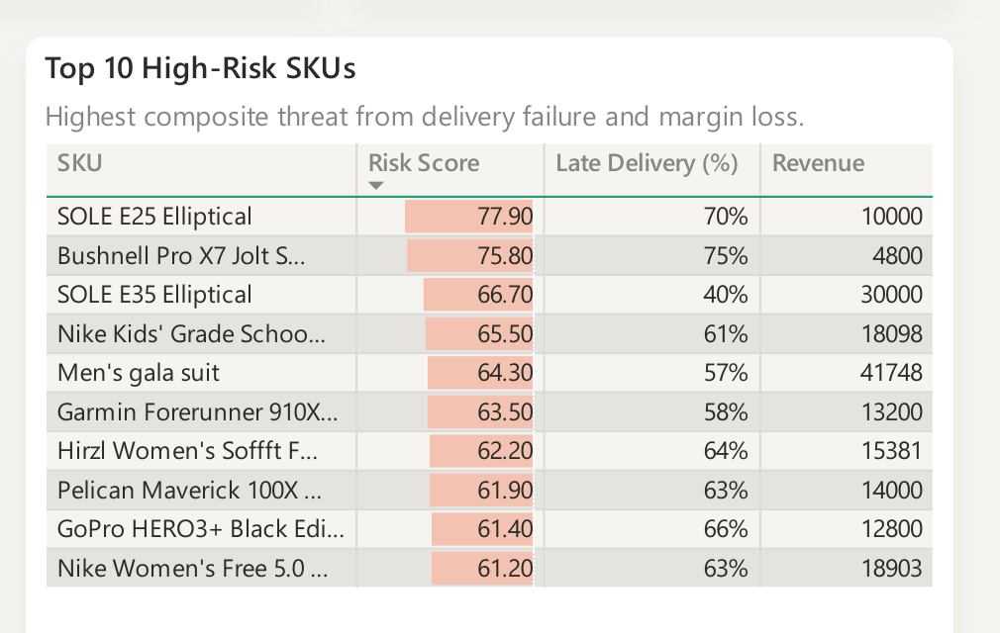 Top 10 High-Risk SKUs
Highest composite threat from delivery failure and margin loss.
SKU Risk Score Late Delivery (%) Revenue
SOLE E25 Elliptical 77.90 70% 10000
Bushnell Pro X7 Jolt S... 75.80 75% 4800
SOLE E35 Elliptical 66.70 40% 30000
Nike Kids' Grade Schoo... 65.50 61% 18098
Men's gala suit 64.30 57% 41748
Garmin Forerunner 910X... 63.50 58% 13200
Hirzl Women's Soffft F... 62.20 64% 15381
Pelican Maverick 100X ... 61.90 63% 14000
GoPro HERO3+ Black Edi... 61.40 66% 12800
Nike Women's Free 5.0 ... 61.20 63% 18903